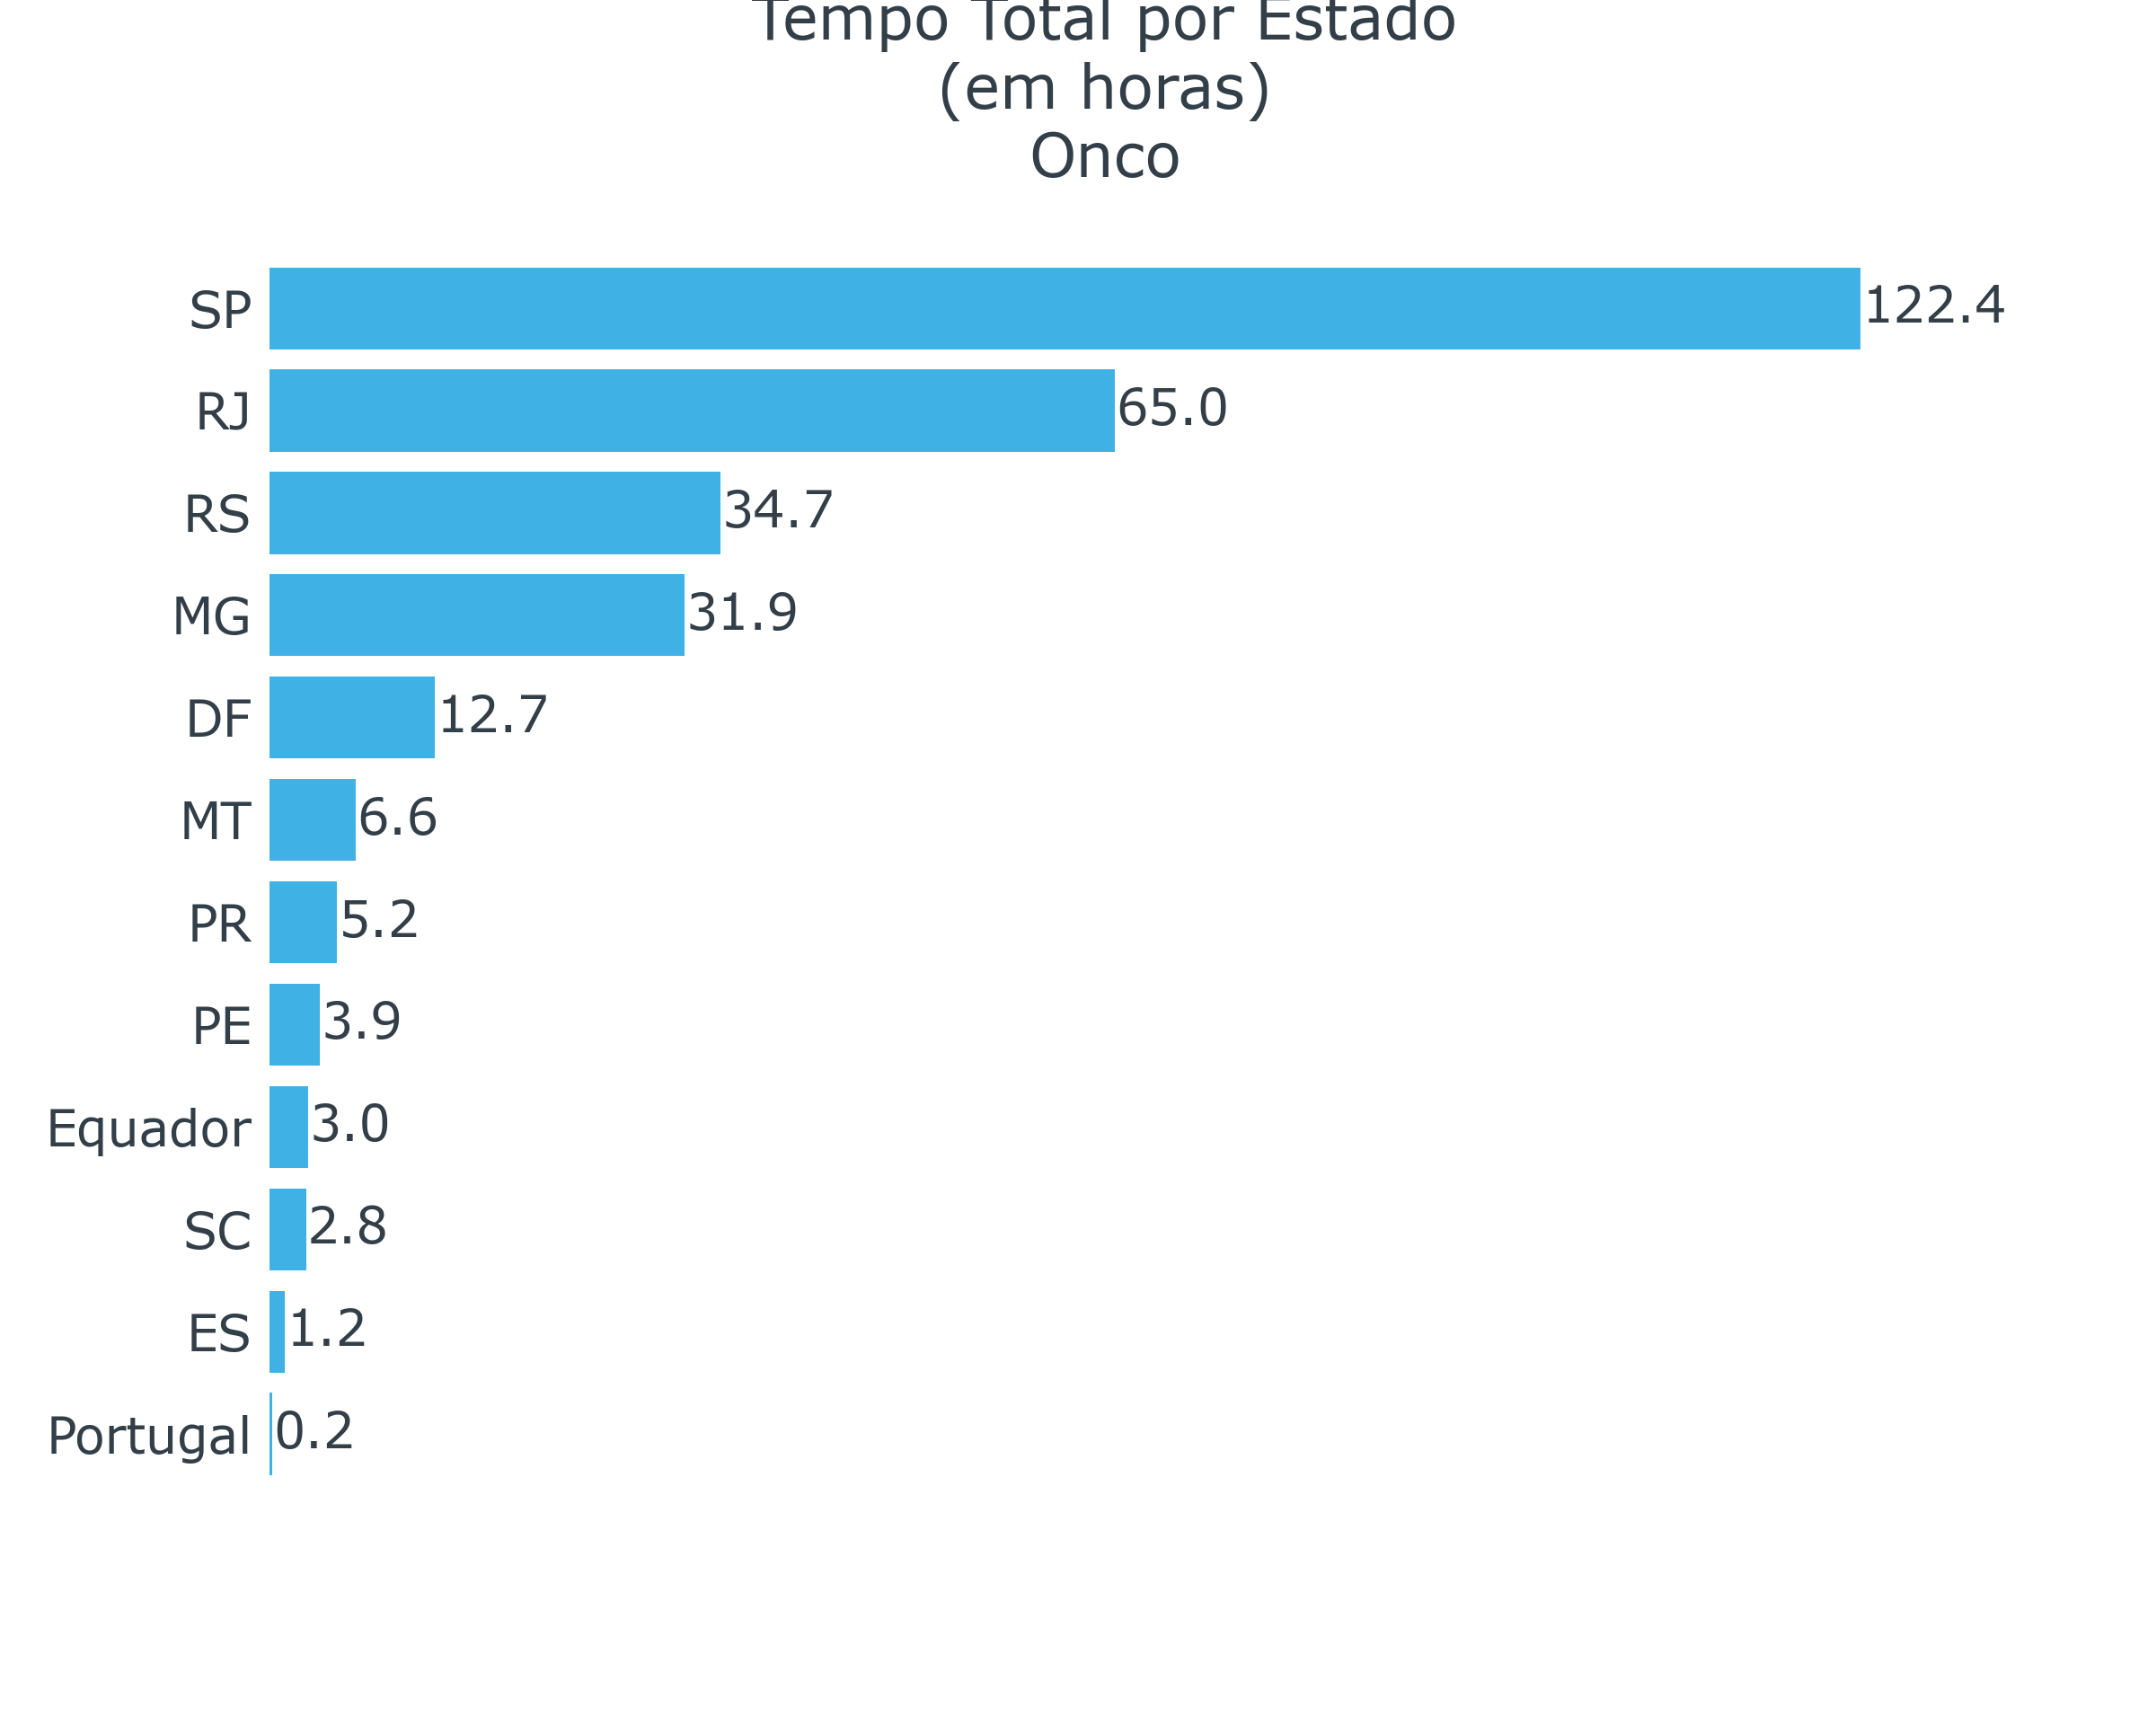 Tempo Total por Estado
(em horas)
Onco
SP 122.4
RJ 65.0
RS 34.7
MG 31.9
DF 12.7
MT 6.6
PR 5.2
PE 3.9
Equador 3.0
SC 2.8
ES 1.2
Portugal 0.2